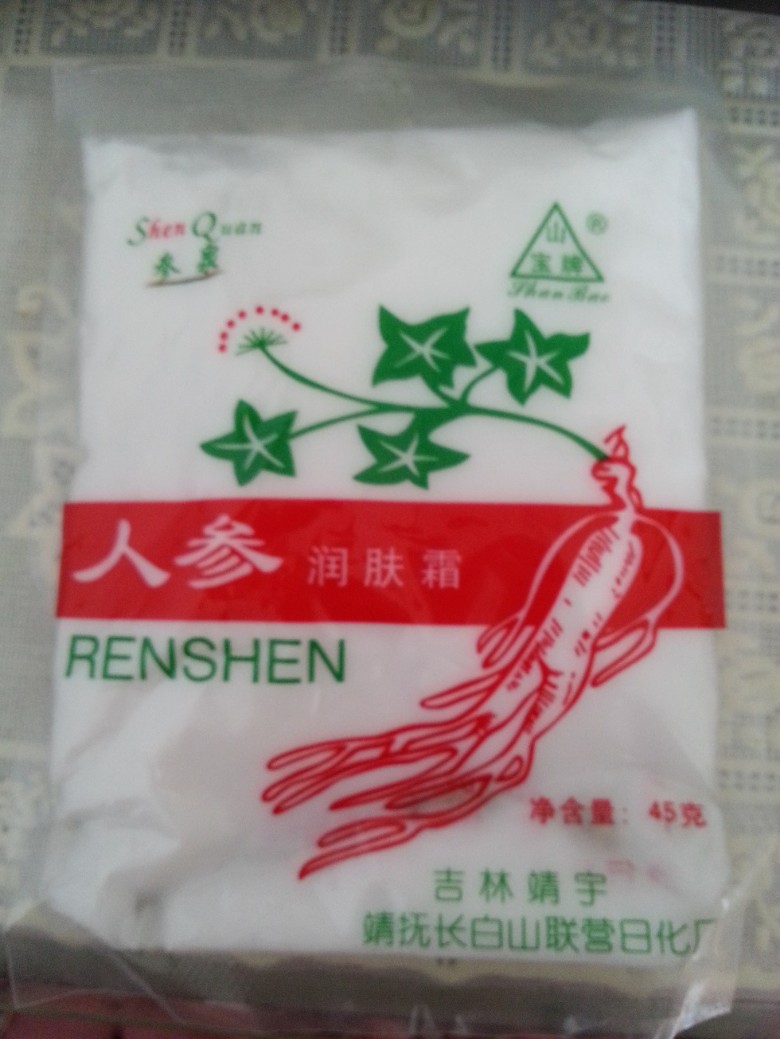 Shen Quan
参泉
山
宝牌
®
Shan Bao
人参 润肤霜
RENSHEN
净含量：45克
吉林靖宇
靖抚长白山联营日化厂